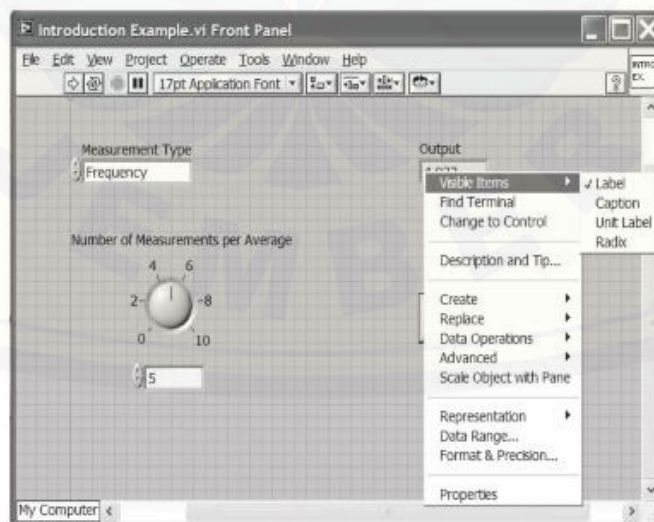 Introduction Example.vi Front Panel
File Edit View Project Operate Tools Window Help
17pt Application Font
INTRO
EX.
Measurement Type
Frequency
Output
Visible Items
Find Terminal
Change to Control
Description and Tip...
Create
Replace
Data Operations
Advanced
Scale Object with Pane
Representation
Data Range...
Format & Precision...
Properties
Label
Caption
Unit Label
Radix
Number of Measurements per Average
0 2 4 6 8 10
5
My Computer